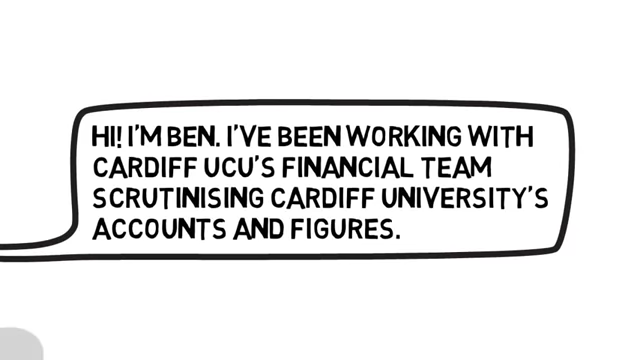 HI! I'M BEN. I'VE BEEN WORKING WITH
CARDIFF UCU'S FINANCIAL TEAM
SCRUTINISING CARDIFF UNIVERSITY'S
ACCOUNTS AND FIGURES.